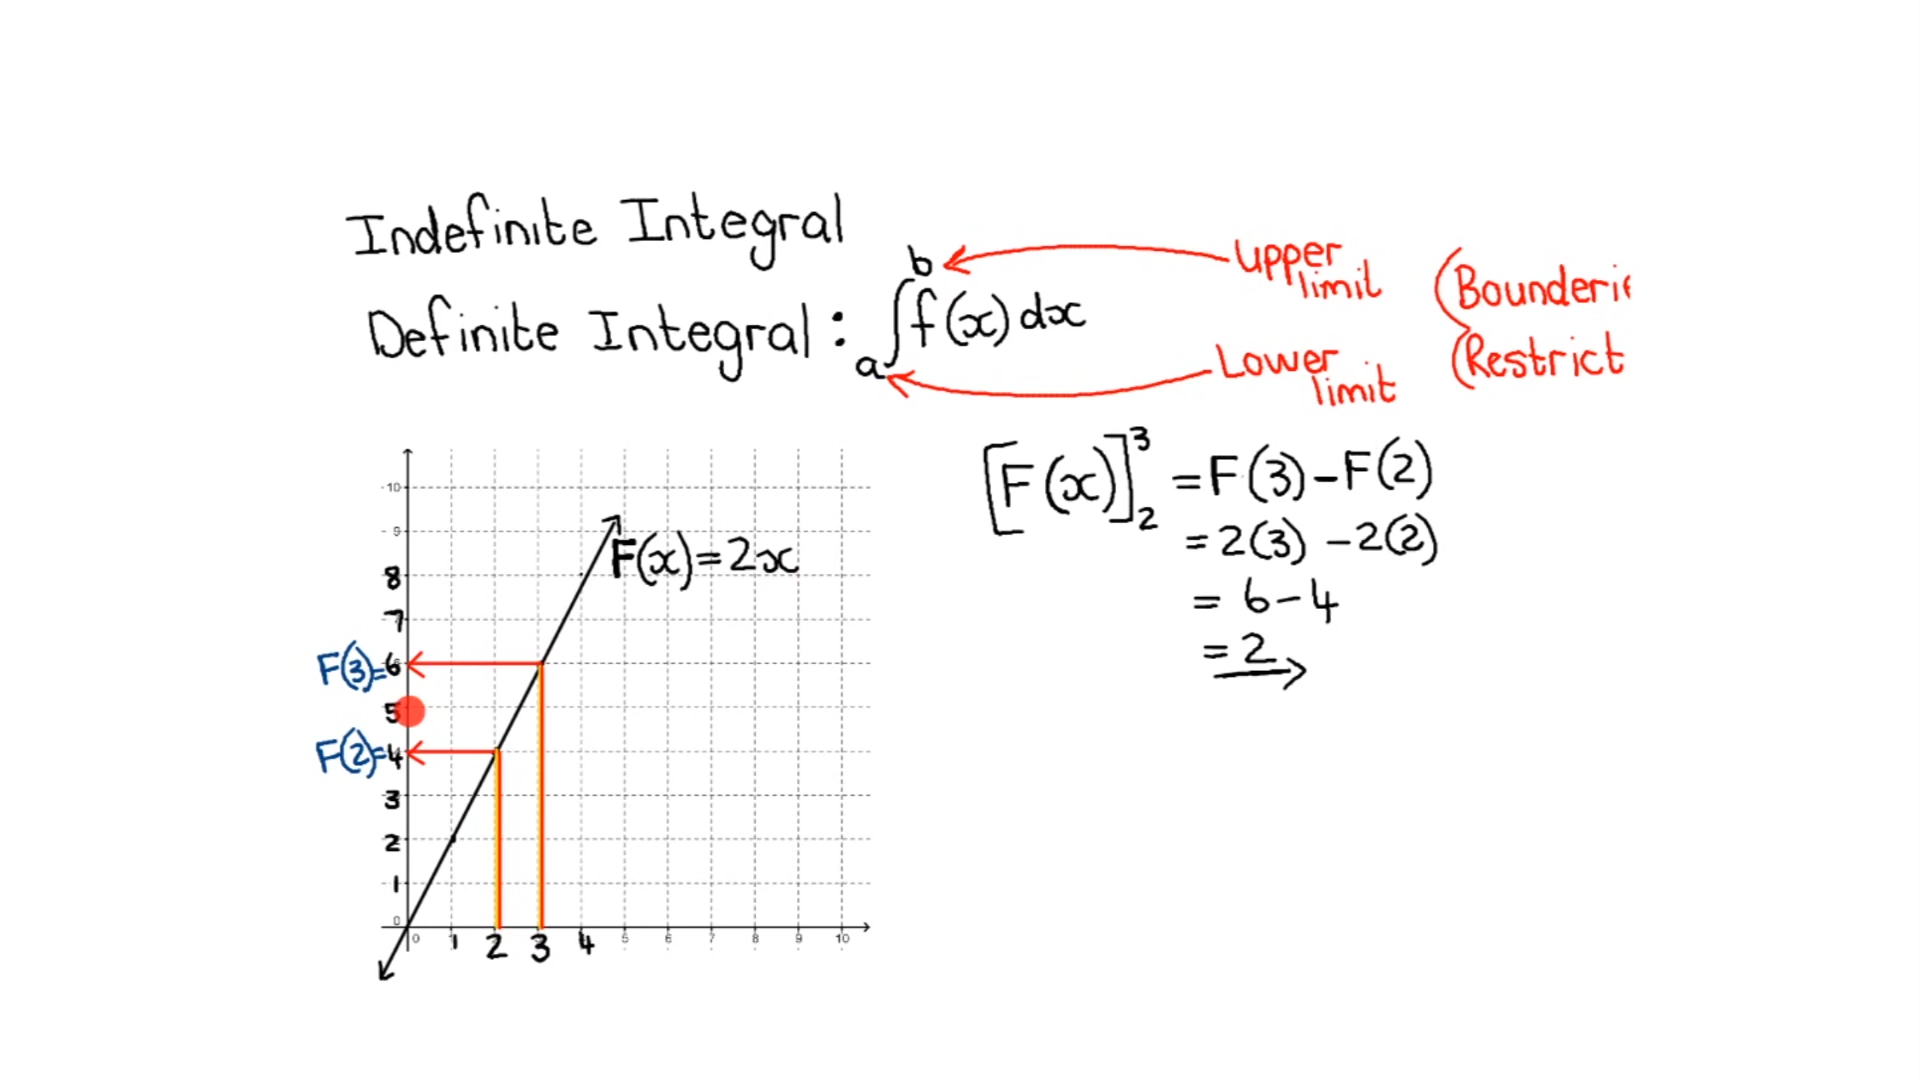 Indefinite Integral
Definite Integral : ∫ₐᵇ f(x) dx
Upper limit
Lower limit
(Bounderi
(Restrict
[F(x)]₂³ = F(3) - F(2)
= 2(3) - 2(2)
= 6 - 4
= 2
F(x) = 2x
10
9
8
7
F(3)=6
5
F(2)=4
3
2
1
0
0 1 2 3 4 5 6 7 8 9 10